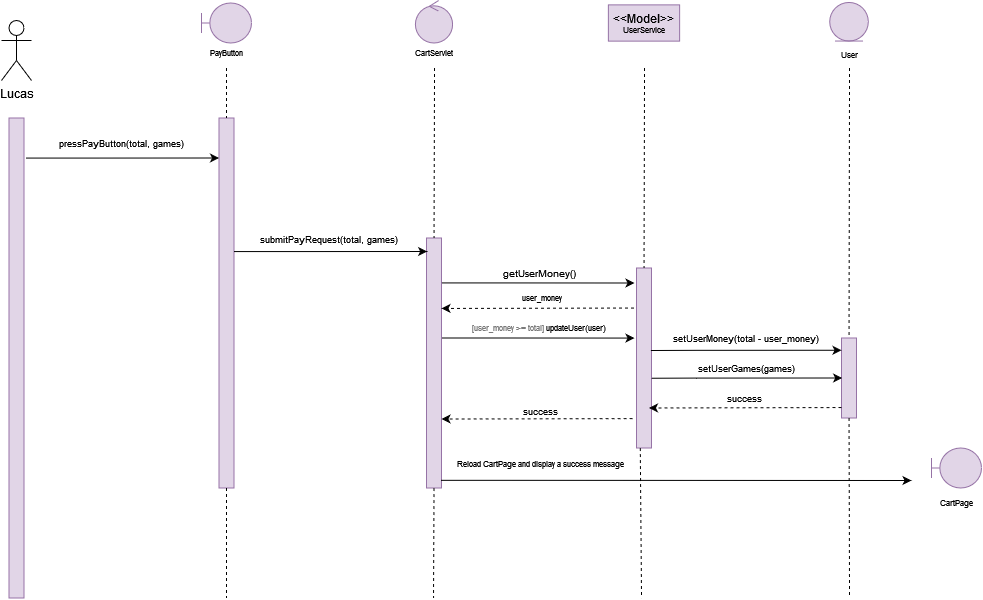 <<Model>>
UserService
PayButton
CartServlet
User
Lucas
pressPayButton(total, games)
submitPayRequest(total, games)
getUserMoney()
user_money
[user_money >= total] updateUser(user)
setUserMoney(total - user_money)
setUserGames(games)
success
success
Reload CartPage and display a success message
CartPage